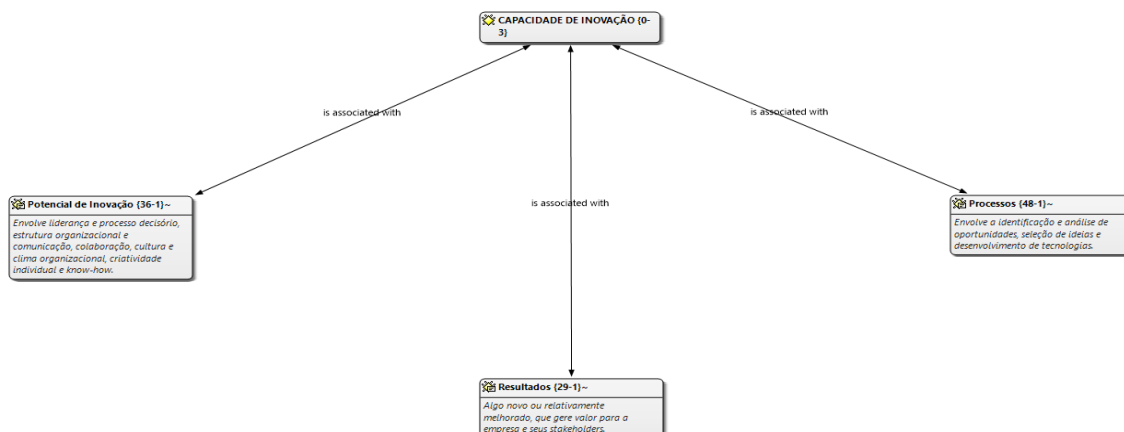 CAPACIDADE DE INOVAÇÃO {0-
3}
is associated with
is associated with
is associated with
Potencial de Inovação {36-1}~
Envolve liderança e processo decisório,
estrutura organizacional e
comunicação, colaboração, cultura e
clima organizacional, criatividade
individual e know-how.
Processos {48-1}~
Envolve a identificação e análise de
oportunidades, seleção de ideias e
desenvolvimento de tecnologias.
Resultados {29-1}~
Algo novo ou relativamente
melhorado, que gere valor para a
empresa e seus stakeholders.